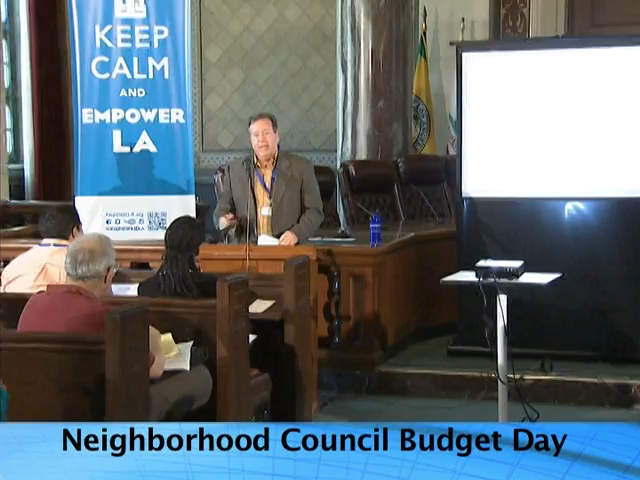 KEEP
CALM
AND
EMPOWER
LA
Neighborhood Council Budget Day